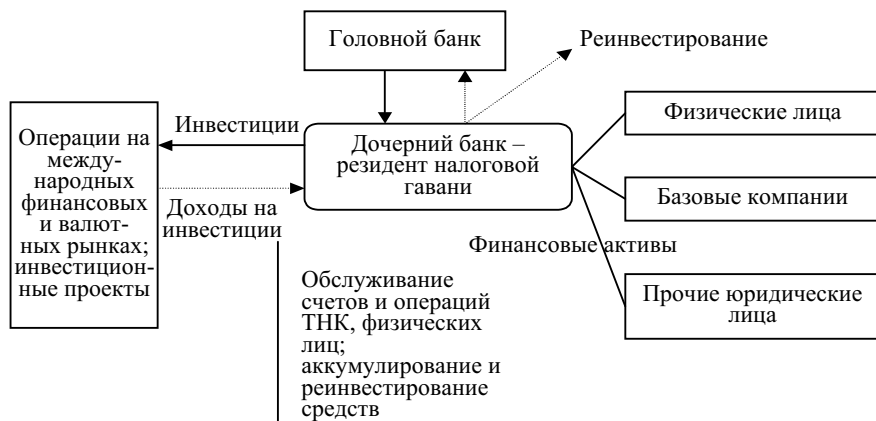 Головной банк
Реинвестирование
Физические лица
Инвестиции
Дочерний банк –
резидент налоговой
гавани
Операции на
между-
народных
финансовых
и валют-
ных рынках;
инвестицион-
ные проекты
Базовые компании
Доходы на
инвестиции
Финансовые активы
Обслуживание
счетов и операций
ТНК, физических
лиц;
аккумулирование и
реинвестирование
средств
Прочие юридические
лица